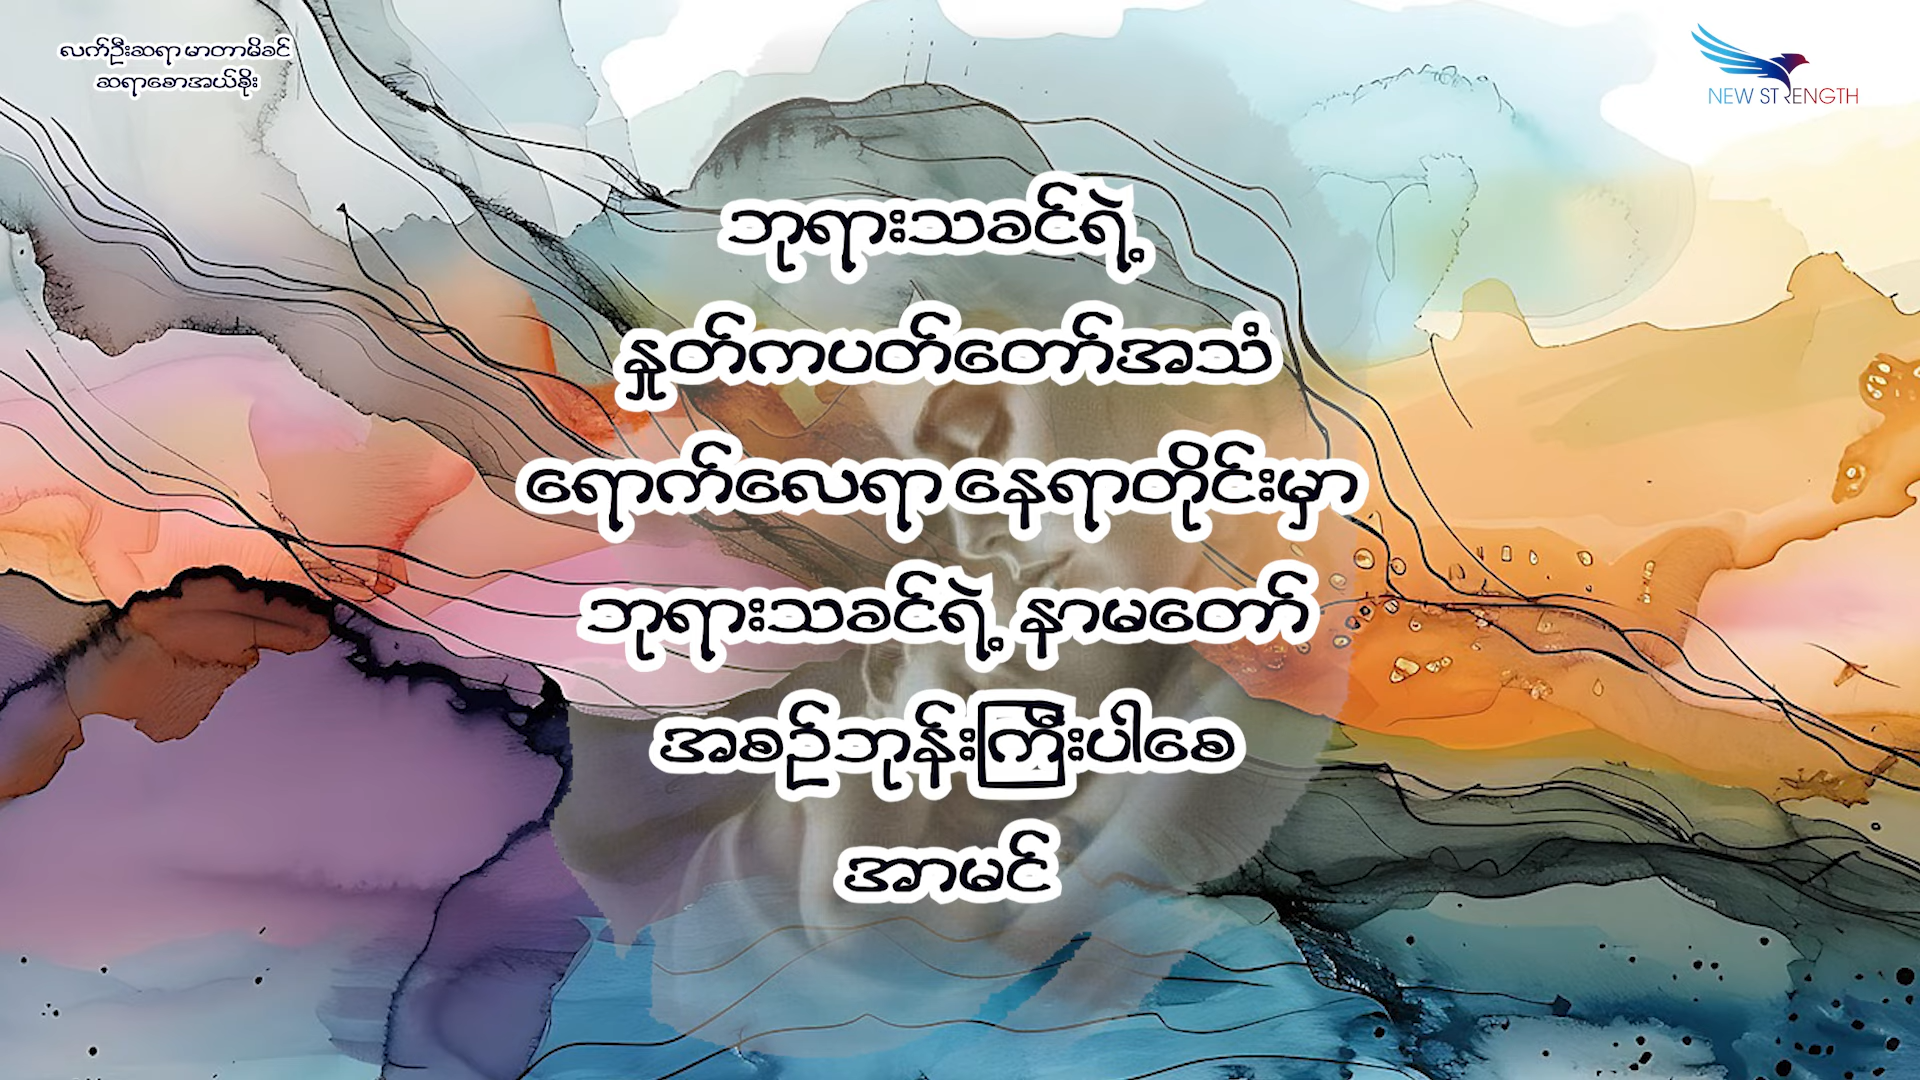 လက်ဦးဆရာ မာတာမိခင်
ဆရာစောအယ်ခိုး
NEW STRENGTH
ဘုရားသခင်ရဲ့
နှုတ်ကပတ်တော်အသံ
ရောက်လေရာ နေရာတိုင်းမှာ
ဘုရားသခင်ရဲ့ နာမတော်
အစဉ်ဘုန်းကြီးပါစေ
အာမင်